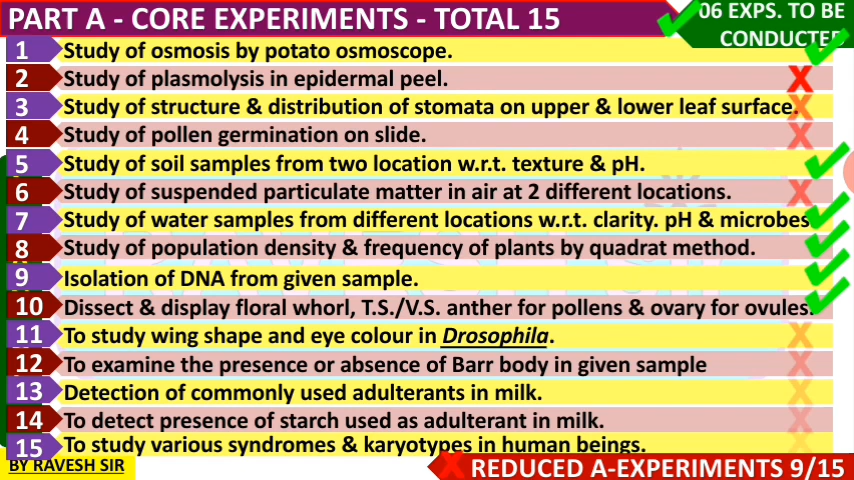 PART A - CORE EXPERIMENTS - TOTAL 15
06 EXPS. TO BE
CONDUCTED
1 Study of osmosis by potato osmoscope.
2 Study of plasmolysis in epidermal peel.
3 Study of structure & distribution of stomata on upper & lower leaf surface.
4 Study of pollen germination on slide.
5 Study of soil samples from two location w.r.t. texture & pH.
6 Study of suspended particulate matter in air at 2 different locations.
7 Study of water samples from different locations w.r.t. clarity. pH & microbes.
8 Study of population density & frequency of plants by quadrat method.
9 Isolation of DNA from given sample.
10 Dissect & display floral whorl, T.S./V.S. anther for pollens & ovary for ovules.
11 To study wing shape and eye colour in Drosophila.
12 To examine the presence or absence of Barr body in given sample
13 Detection of commonly used adulterants in milk.
14 To detect presence of starch used as adulterant in milk.
15 To study various syndromes & karyotypes in human beings.
BY RAVESH SIR
REDUCED A-EXPERIMENTS 9/15